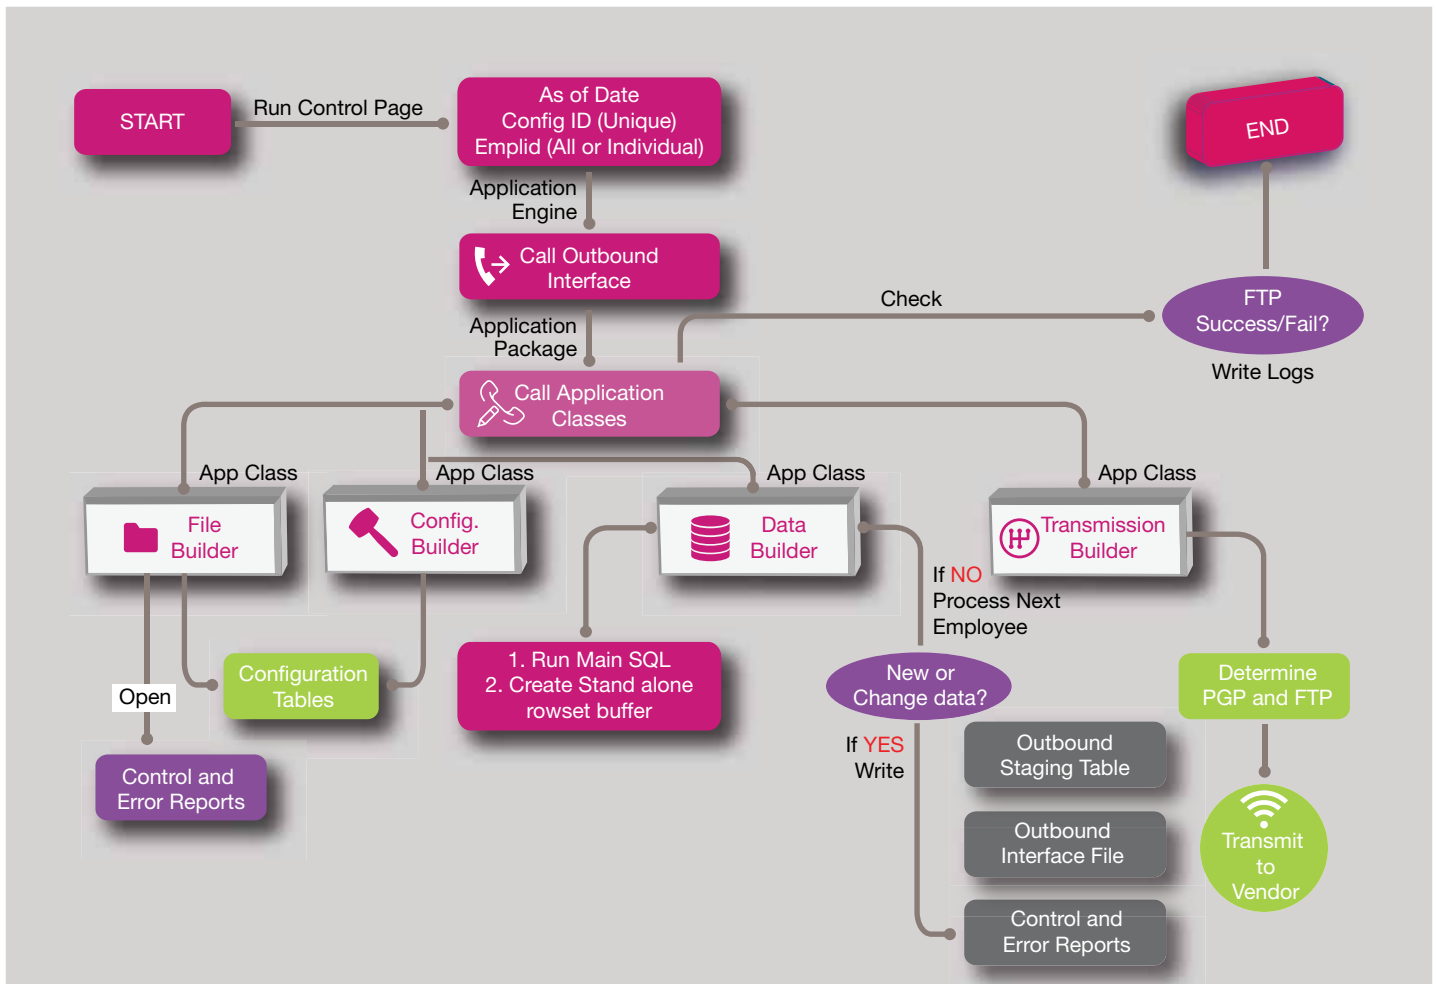 START
Run Control Page
As of Date
Config ID (Unique)
Emplid (All or Individual)
END
Application
Engine
Call Outbound
Interface
Check
FTP
Success/Fail?
Write Logs
Application
Package
Call Application
Classes
App Class
App Class
App Class
App Class
File
Builder
Config.
Builder
Data
Builder
Transmission
Builder
If NO
Process Next
Employee
Open
Configuration
Tables
1. Run Main SQL
2. Create Stand alone
rowset buffer
New or
Change data?
Determine
PGP and FTP
Control and
Error Reports
If YES
Write
Outbound
Staging Table
Outbound
Interface File
Control and
Error Reports
Transmit
to
Vendor